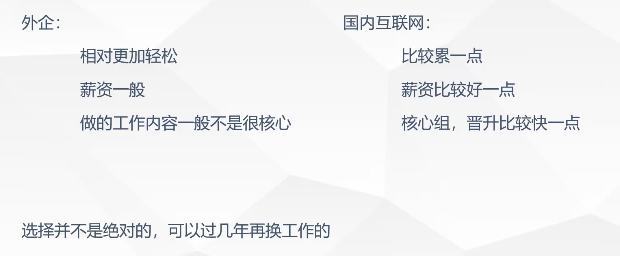 外企：
相对更加轻松
薪资一般
做的工作内容一般不是很核心
国内互联网：
比较累一点
薪资比较好一点
核心组，晋升比较快一点
选择并不是绝对的，可以过几年再换工作的